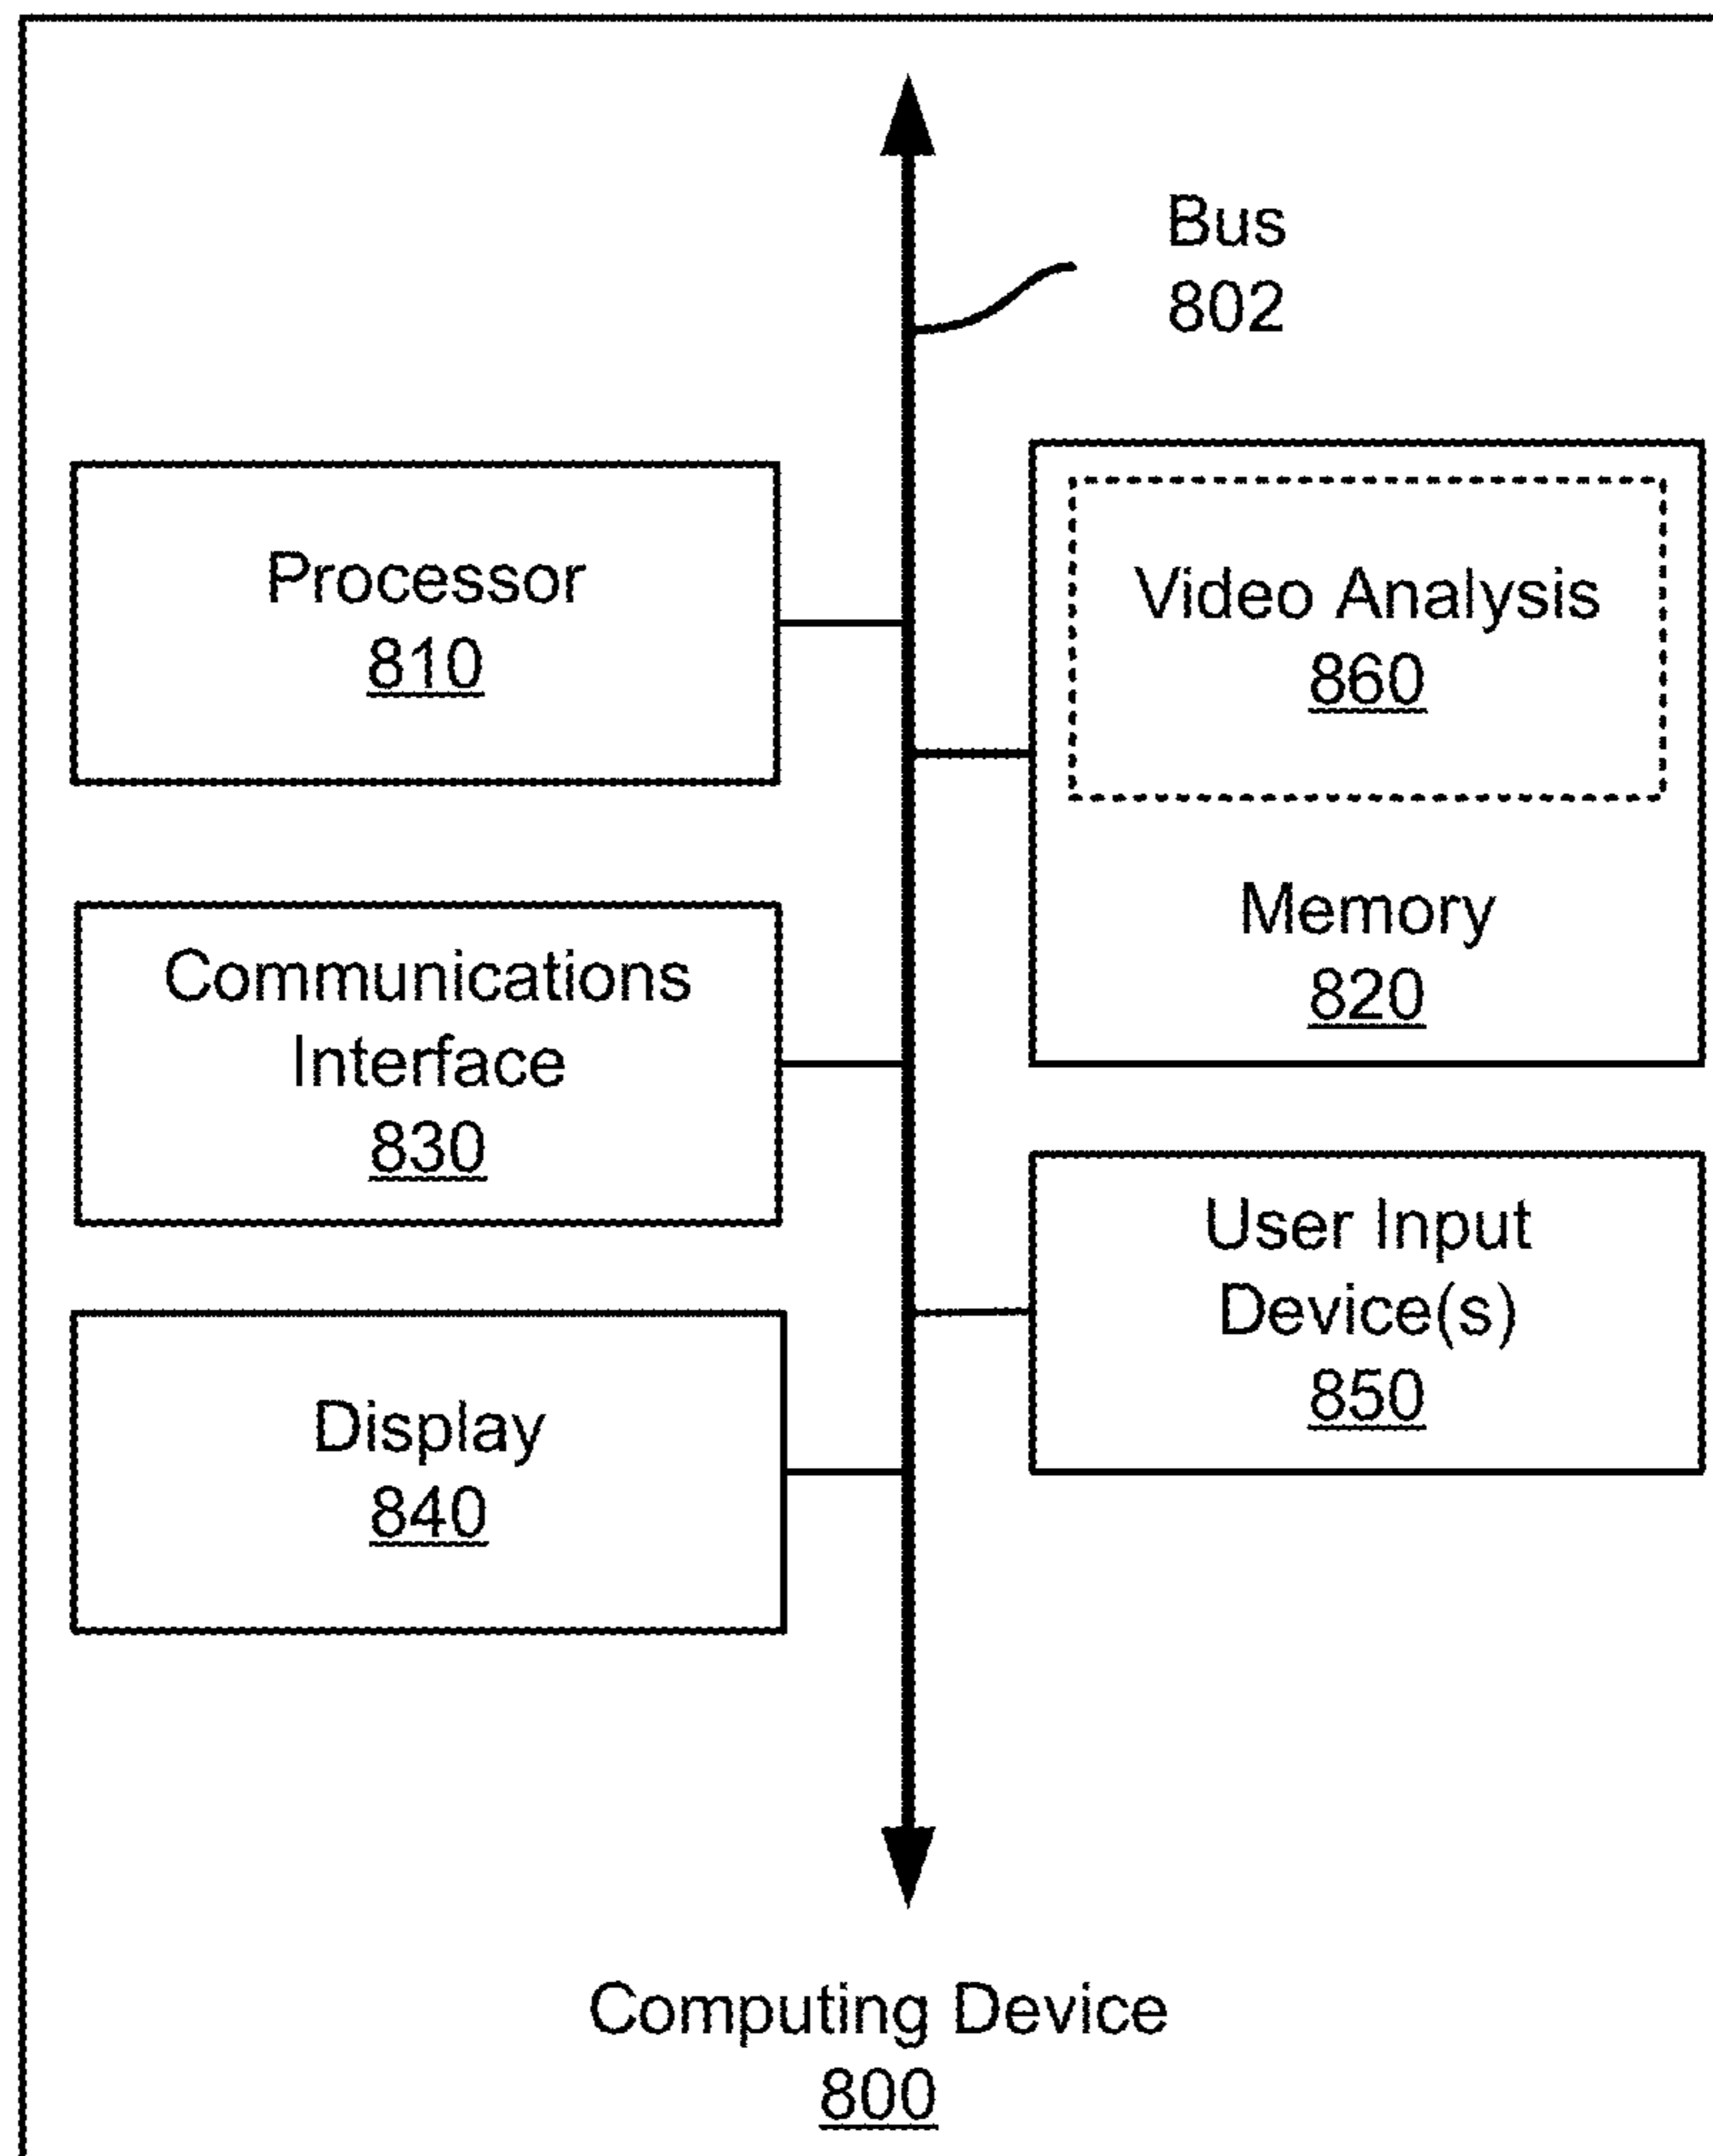 Bus
802
Processor
810
Video Analysis
860
Memory
820
Communications
Interface
830
User Input
Device(s)
850
Display
840
Computing Device
800